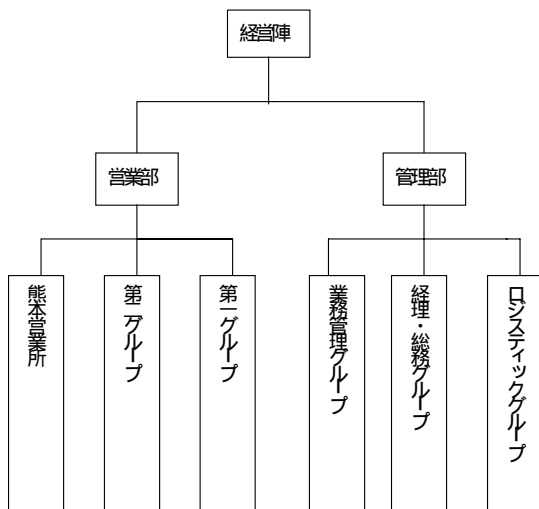 経営陣
営業部
管理部
熊本営業所
第二グループ
第一グループ
業務管理グループ
経理・総務グループ
ロジスティックグループ